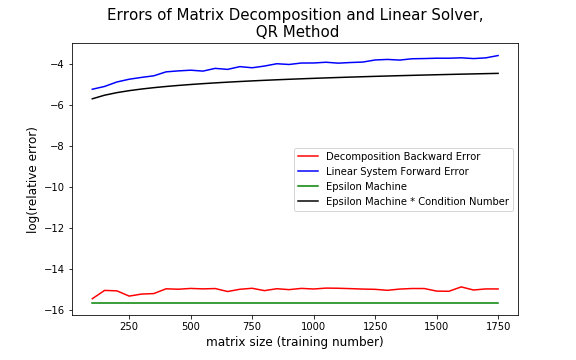 Errors of Matrix Decomposition and Linear Solver,
QR Method
log(relative error)
−4
−6
−8
−10
−12
−14
−16
Decomposition Backward Error
Linear System Forward Error
Epsilon Machine
Epsilon Machine * Condition Number
250 500 750 1000 1250 1500 1750
matrix size (training number)